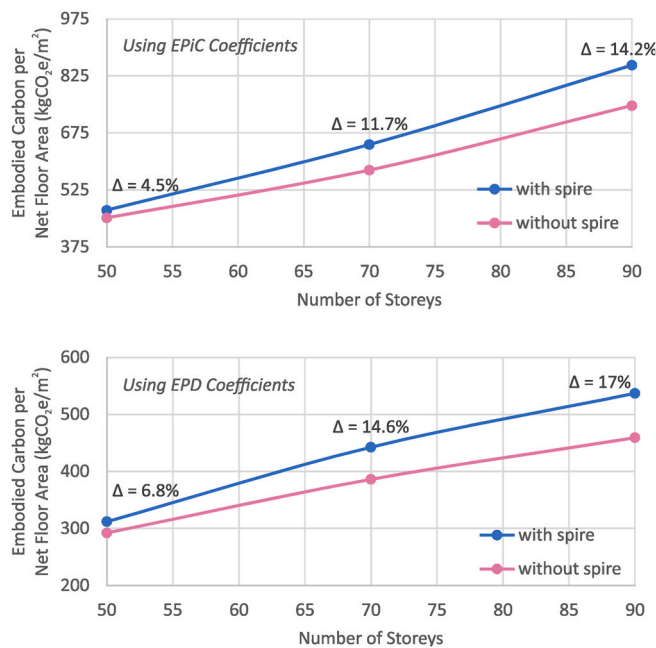 975
Using EPiC Coefficients
Δ = 14.2%
825
Δ = 11.7%
675
Δ = 4.5%
525
with spire
without spire
375
50 55 60 65 70 75 80 85 90
Number of Storeys
Embodied Carbon per
Net Floor Area (kgCO₂e/m²)
600
Using EPD Coefficients
Δ = 17%
500
Δ = 14.6%
400
Δ = 6.8%
300
with spire
without spire
200
50 55 60 65 70 75 80 85 90
Number of Storeys
Embodied Carbon per
Net Floor Area (kgCO₂e/m²)